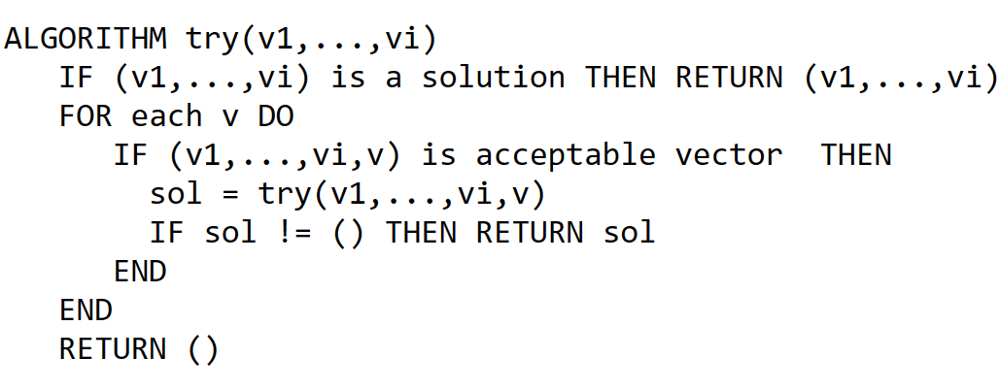 ALGORITHM try(v1,...,vi)
IF (v1,...,vi) is a solution THEN RETURN (v1,...,vi)
FOR each v DO
IF (v1,...,vi,v) is acceptable vector THEN
sol = try(v1,...,vi,v)
IF sol != () THEN RETURN sol
END
END
RETURN ()